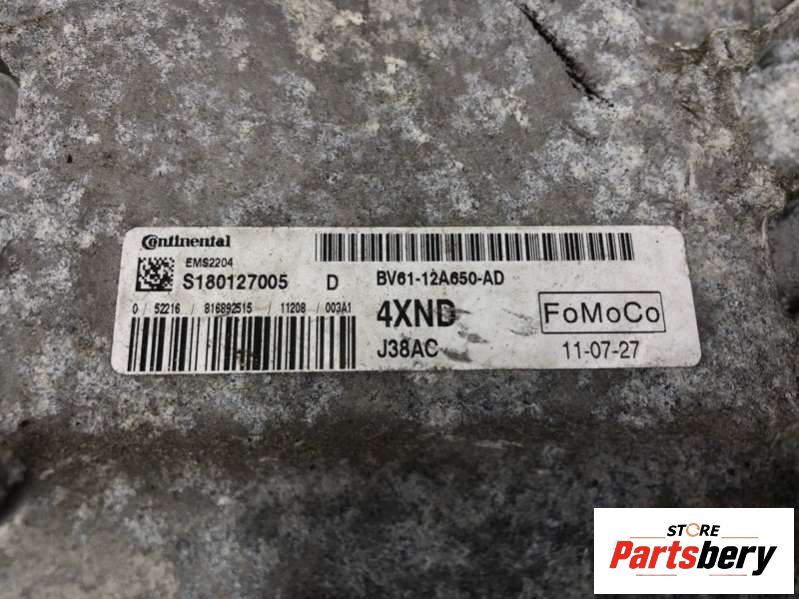 Continental
EMS2204
S180127005 D BV61-12A650-AD
0 / 52216 / 816892515 / 11208 / 003A1
4XND FoMoCo
J38AC 11-07-27
STORE
Partsbery